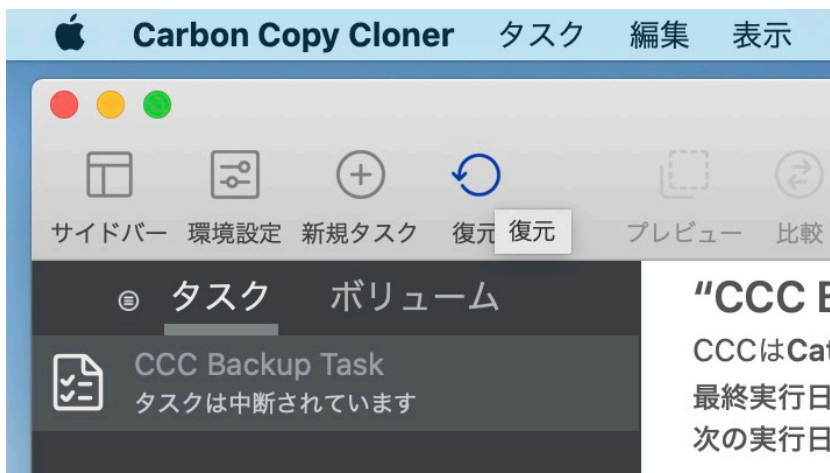 Carbon Copy Cloner タスク 編集 表示
サイドバー 環境設定 新規タスク 復元 復元 プレビュー 比較
タスク ボリューム
CCC Backup Task
タスクは中断されています
“CCC
CCCはCat
最終実行日
次の実行日